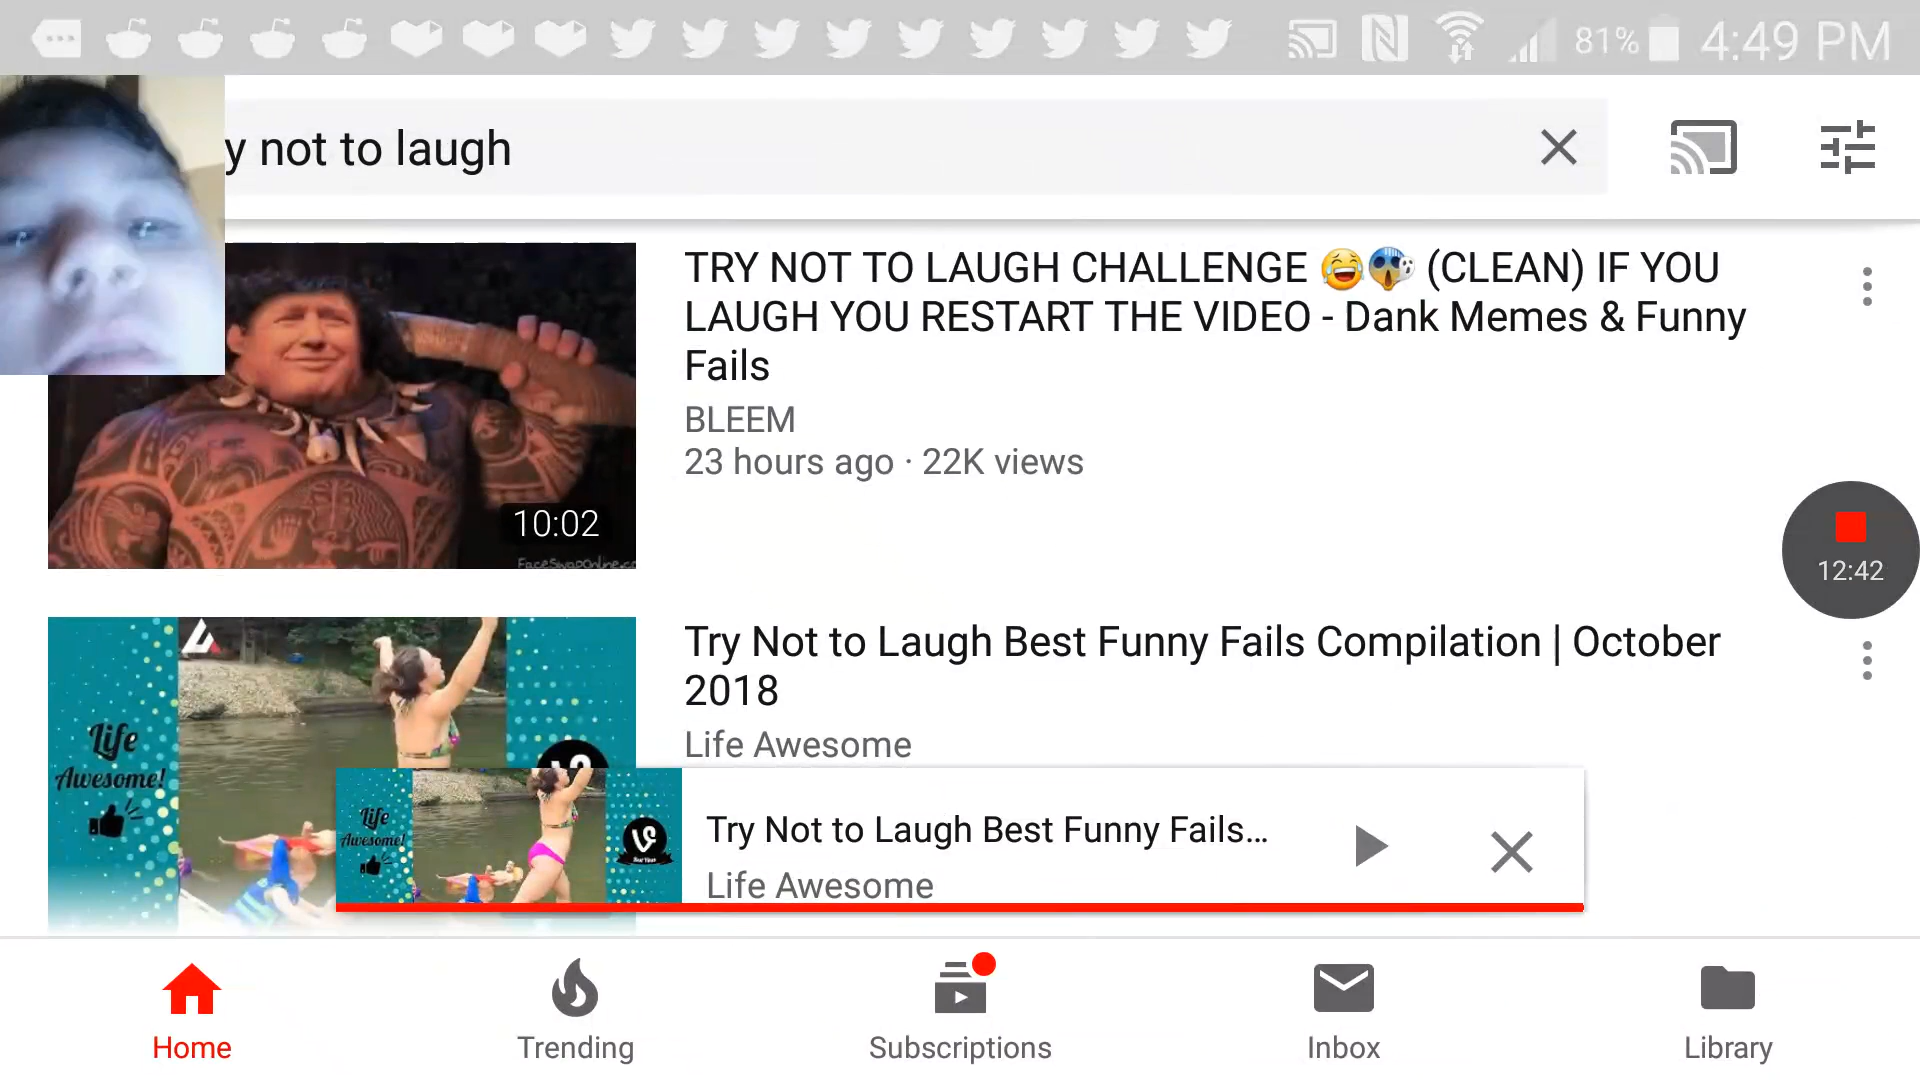 81% 4:49 PM
y not to laugh
TRY NOT TO LAUGH CHALLENGE 😂😱 (CLEAN) IF YOU
LAUGH YOU RESTART THE VIDEO - Dank Memes & Funny
Fails
BLEEM
23 hours ago · 22K views
10:02
FaceSwapOnline.c
12:42
Try Not to Laugh Best Funny Fails Compilation | October
2018
Life Awesome
Life
Awesome!
Life
Awesome!
Try Not to Laugh Best Funny Fails...
Life Awesome
Home
Trending
Subscriptions
Inbox
Library